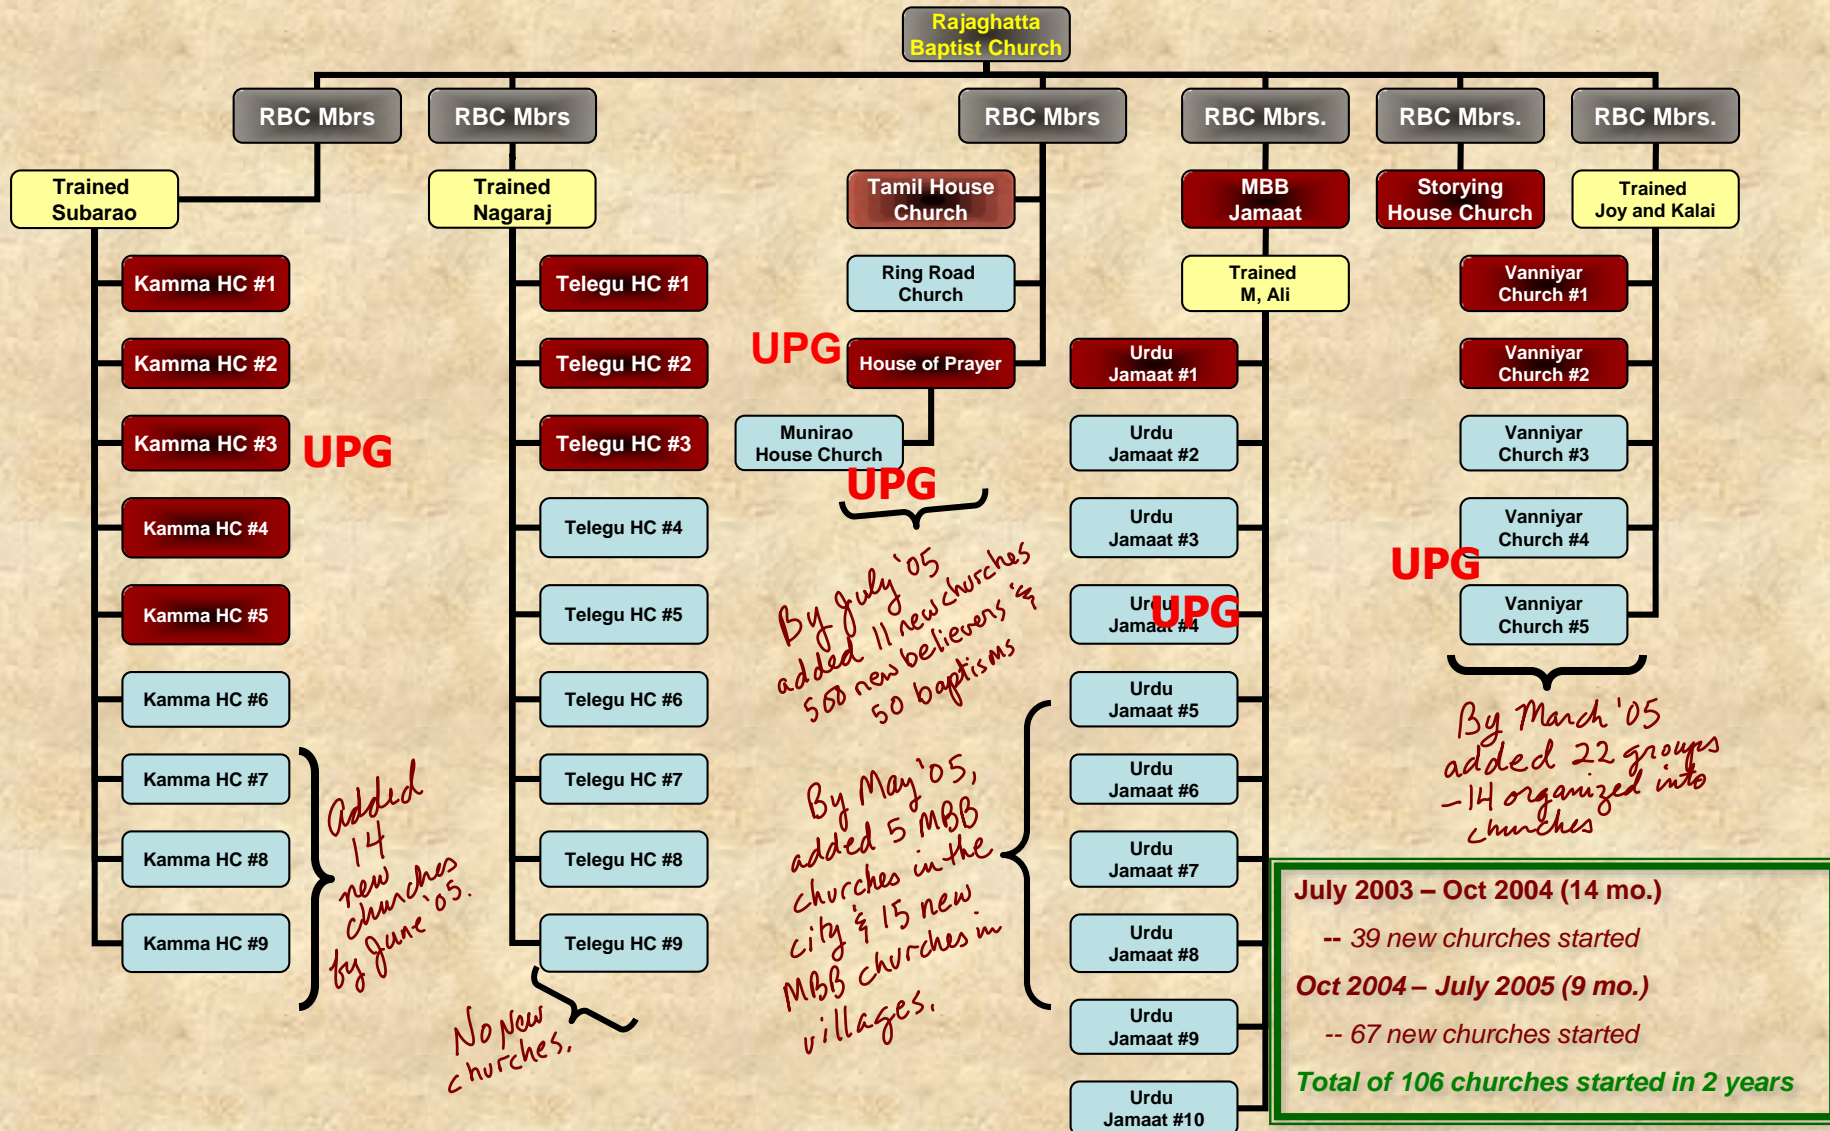 Rajaghatta
Baptist Church
RBC Mbrs
RBC Mbrs
RBC Mbrs
RBC Mbrs.
RBC Mbrs.
RBC Mbrs.
Trained
Subarao
Kamma HC #1
Kamma HC #2
Kamma HC #3
UPG
Kamma HC #4
Kamma HC #5
Kamma HC #6
Kamma HC #7
Kamma HC #8
Kamma HC #9
Added
14
new
churches
by June '05.
Trained
Nagaraj
Telegu HC #1
Telegu HC #2
Telegu HC #3
Telegu HC #4
Telegu HC #5
Telegu HC #6
Telegu HC #7
Telegu HC #8
Telegu HC #9
No New
churches.
Tamil House
Church
Ring Road
Church
UPG
House of Prayer
Munirao
House Church
UPG
By July '05
added 11 new churches
500 new believers
50 baptisms
MBB
Jamaat
Trained
M, Ali
Urdu
Jamaat #1
Urdu
Jamaat #2
Urdu
Jamaat #3
Urdu
Jamaat #4
UPG
Urdu
Jamaat #5
Urdu
Jamaat #6
Urdu
Jamaat #7
Urdu
Jamaat #8
Urdu
Jamaat #9
Urdu
Jamaat #10
By May '05,
added 5 MBB
churches in the
city & 15 new
MBB churches in
villages.
Storying
House Church
Trained
Joy and Kalai
Vanniyar
Church #1
Vanniyar
Church #2
Vanniyar
Church #3
Vanniyar
Church #4
UPG
Vanniyar
Church #5
By March '05
added 22 groups
-14 organized into
churches
July 2003 – Oct 2004 (14 mo.)
-- 39 new churches started
Oct 2004 – July 2005 (9 mo.)
-- 67 new churches started
Total of 106 churches started in 2 years